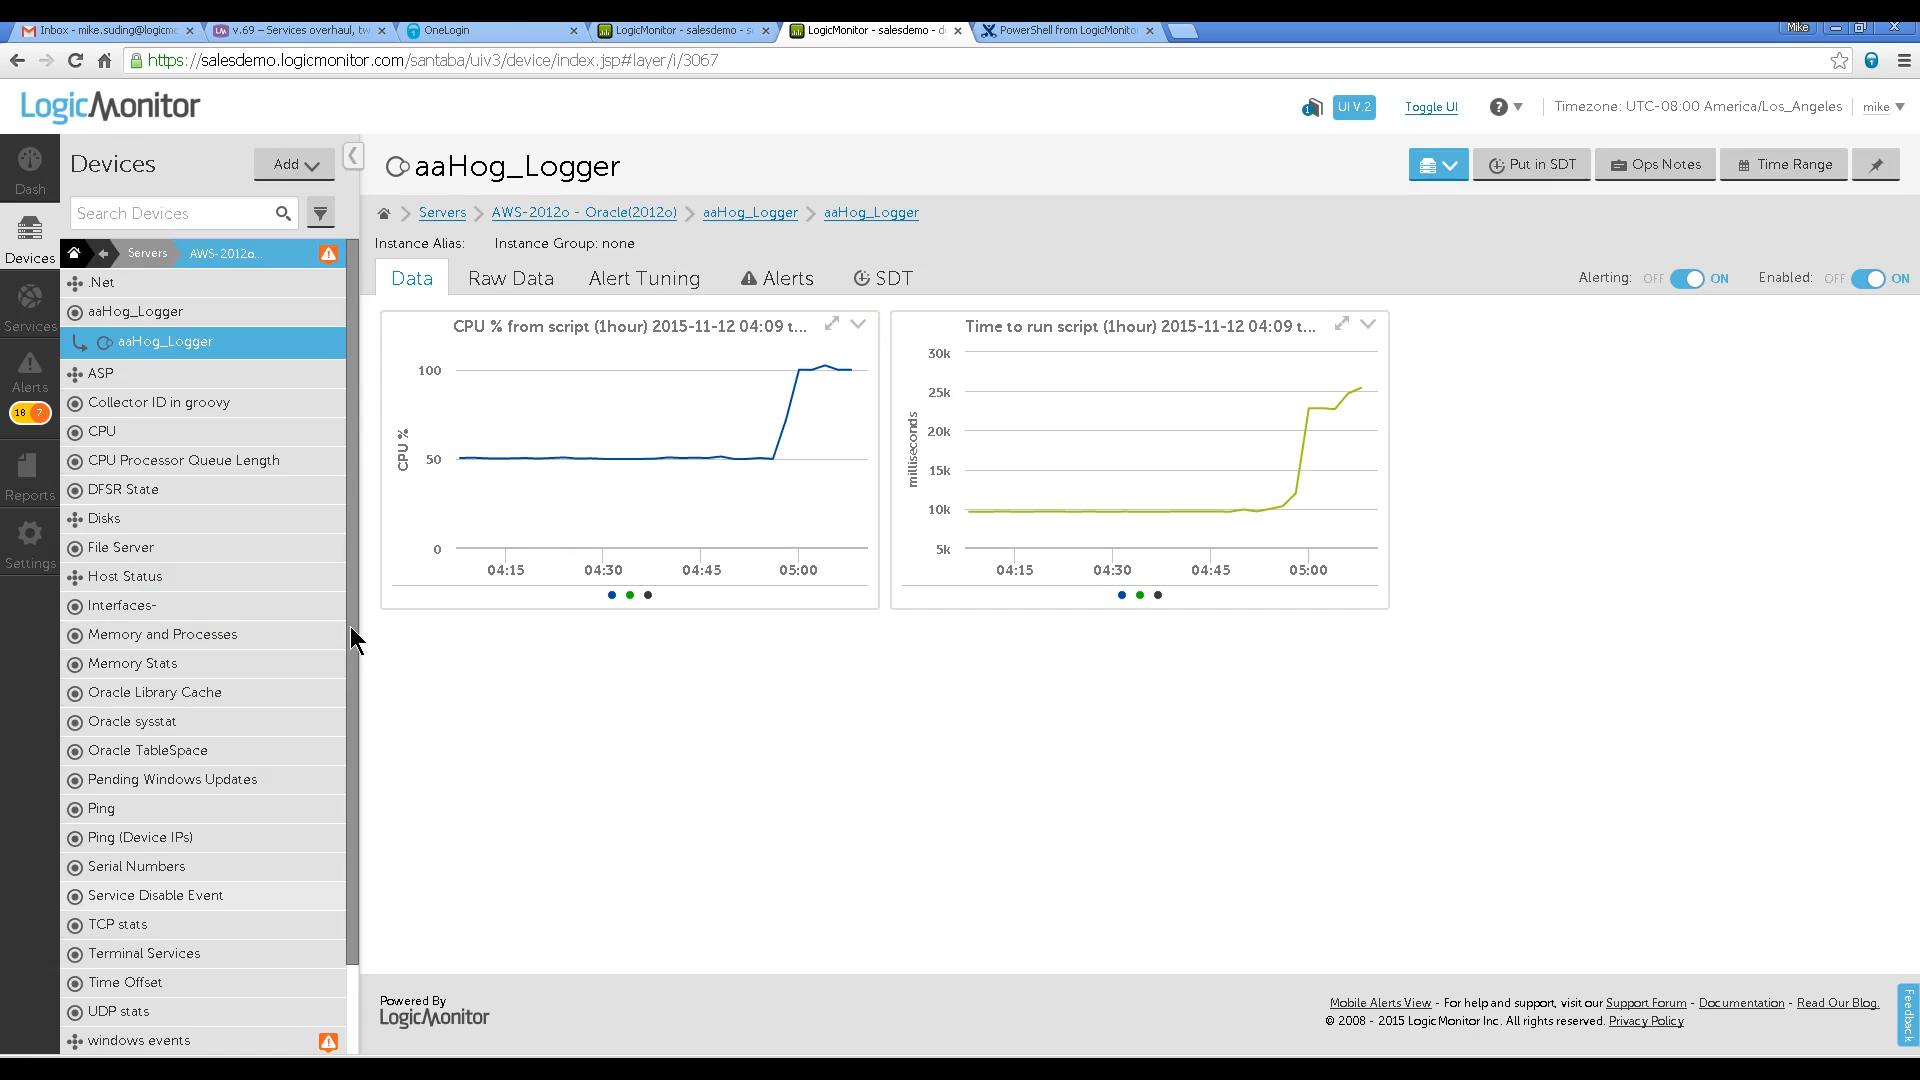 Inbox - mike.suding@logicmo
v.69 – Services overhaul, tw
OneLogin
LogicMonitor - salesdemo - s
LogicMonitor - salesdemo - d
PowerShell from LogicMonito
Mike
https://salesdemo.logicmonitor.com/santaba/uiv3/device/index.jsp#layer/i/3067
LogicMonitor
1
UI V.2
Toggle UI
Timezone: UTC-08:00 America/Los_Angeles
mike
Dash
Devices
Services
Alerts
18 7
Reports
Settings
Devices
Add
Search Devices
Servers
AWS-2012o...
.Net
aaHog_Logger
aaHog_Logger
ASP
Collector ID in groovy
CPU
CPU Processor Queue Length
DFSR State
Disks
File Server
Host Status
Interfaces-
Memory and Processes
Memory Stats
Oracle Library Cache
Oracle sysstat
Oracle TableSpace
Pending Windows Updates
Ping
Ping (Device IPs)
Serial Numbers
Service Disable Event
TCP stats
Terminal Services
Time Offset
UDP stats
windows events
aaHog_Logger
Put in SDT
Ops Notes
Time Range
Servers
AWS-2012o - Oracle(2012o)
aaHog_Logger
aaHog_Logger
Instance Alias:
Instance Group: none
Data
Raw Data
Alert Tuning
Alerts
SDT
Alerting: OFF ON
Enabled: OFF ON
CPU % from script (1hour) 2015-11-12 04:09 t...
CPU %
100
50
0
04:15
04:30
04:45
05:00
Time to run script (1hour) 2015-11-12 04:09 t...
milliseconds
30k
25k
20k
15k
10k
5k
04:15
04:30
04:45
05:00
Powered By
LogicMonitor
Mobile Alerts View - For help and support, visit our Support Forum - Documentation - Read Our Blog.
© 2008 - 2015 LogicMonitor Inc. All rights reserved. Privacy Policy
Feedback